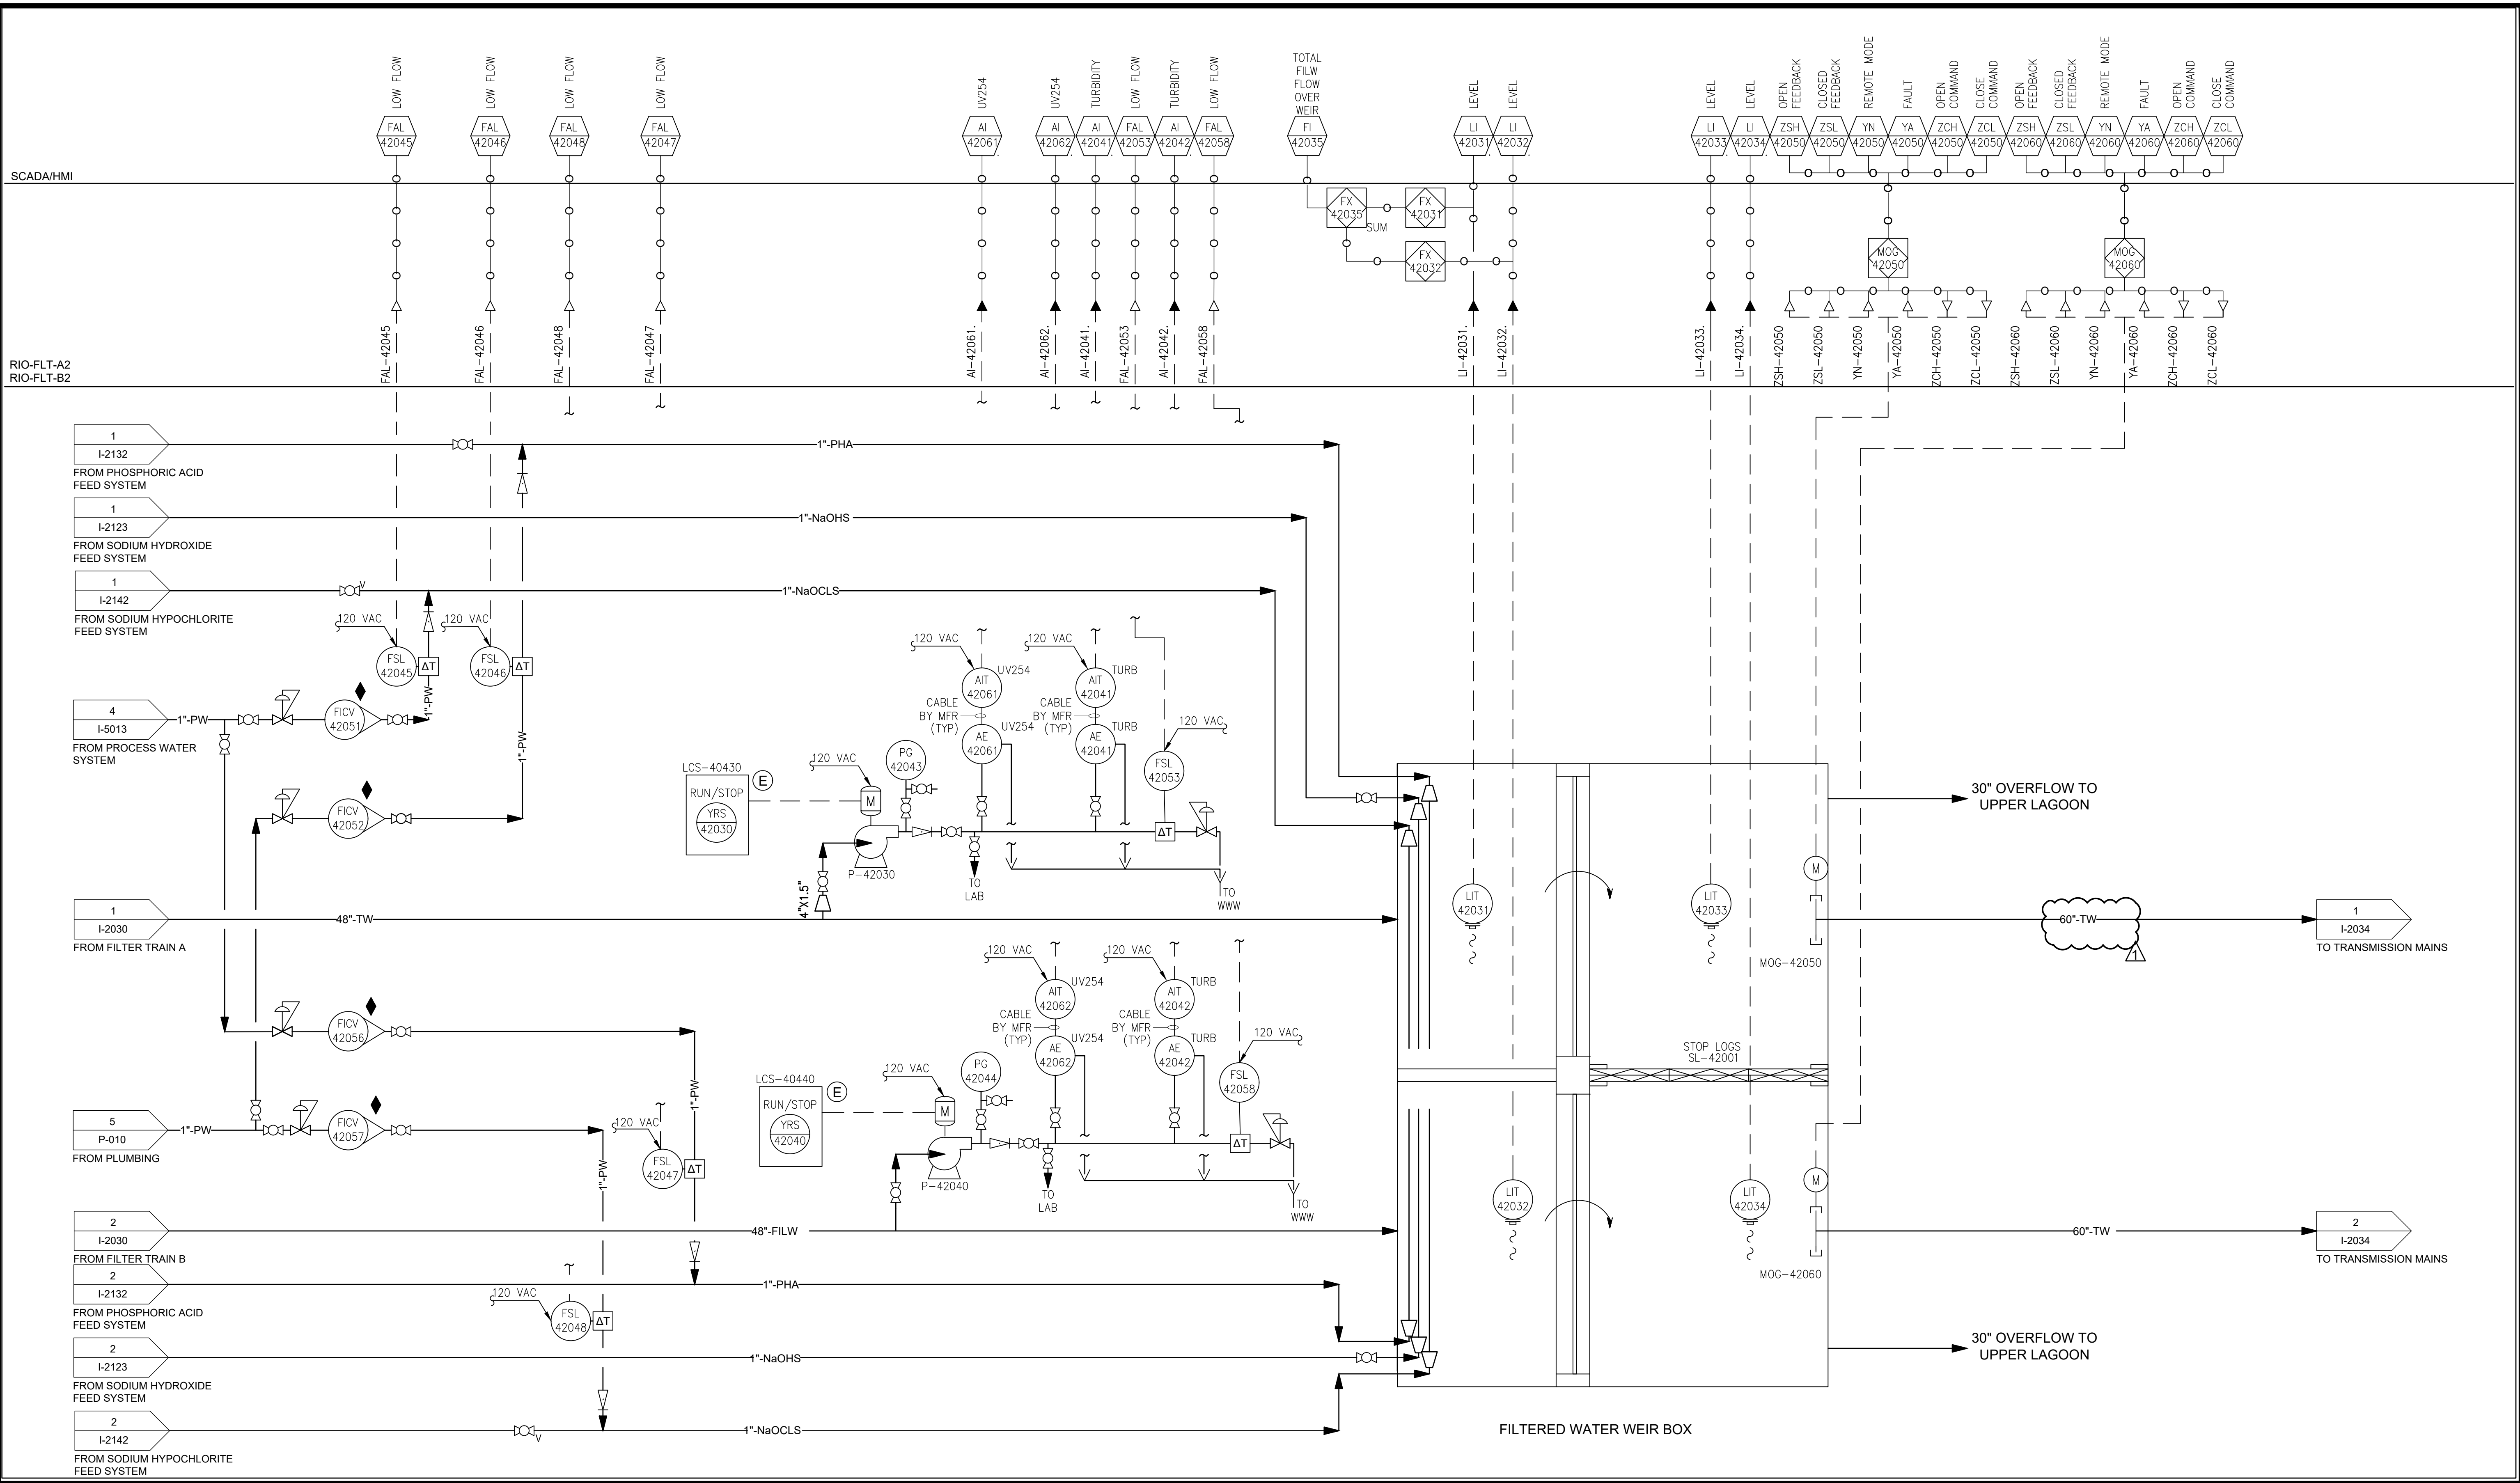 LOW FLOW
LOW FLOW
LOW FLOW
LOW FLOW
UV254
UV254
TURBIDITY
LOW FLOW
TURBIDITY
LOW FLOW
TOTAL
FILW
FLOW
OVER
WEIR
LEVEL
LEVEL
LEVEL
LEVEL
OPEN
FEEDBACK
CLOSED
FEEDBACK
REMOTE MODE
FAULT
OPEN
COMMAND
CLOSE
COMMAND
OPEN
FEEDBACK
CLOSED
FEEDBACK
REMOTE MODE
FAULT
OPEN
COMMAND
CLOSE
COMMAND
FAL
42045
FAL
42046
FAL
42048
FAL
42047
AI
42061.
AI
42062.
AI
42041.
FAL
42053
AI
42042.
FAL
42058
FI
42035
LI
42031.
LI
42032.
LI
42033.
LI
42034.
ZSH
42050
ZSL
42050
YN
42050
YA
42050
ZCH
42050
ZCL
42050
ZSH
42060
ZSL
42060
YN
42060
YA
42060
ZCH
42060
ZCL
42060
SCADA/HMI
FX
42035
SUM
FX
42031
FX
42032
MOG
42050
MOG
42060
FAL-42045
FAL-42046
FAL-42048
FAL-42047
AI-42061.
AI-42062.
AI-42041.
FAL-42053
AI-42042.
FAL-42058
LI-42031.
LI-42032.
LI-42033.
LI-42034.
ZSH-42050
ZSL-42050
YN-42050
YA-42050
ZCH-42050
ZCL-42050
ZSH-42060
ZSL-42060
YN-42060
YA-42060
ZCH-42060
ZCL-42060
RIO-FLT-A2
RIO-FLT-B2
1
I-2132
FROM PHOSPHORIC ACID
FEED SYSTEM
1"-PHA
1
I-2123
FROM SODIUM HYDROXIDE
FEED SYSTEM
1"-NaOHS
1
I-2142
FROM SODIUM HYPOCHLORITE
FEED SYSTEM
V
1"-NaOCLS
120 VAC
FSL
42045
ΔT
120 VAC
FSL
42046
ΔT
1"-PW
1"-PW
4
I-5013
FROM PROCESS WATER
SYSTEM
1"-PW
FICV
42051
FICV
42052
LCS-40430
E
RUN/STOP
YRS
42030
120 VAC
M
P-42030
PG
42043
4"X1.5"
120 VAC
AIT
42061
UV254
CABLE
BY MFR
(TYP)
AE
42061
UV254
120 VAC
AIT
42041
TURB
CABLE
BY MFR
(TYP)
AE
42041
TURB
120 VAC
FSL
42053
ΔT
TO
LAB
TO
WWW
1
I-2030
FROM FILTER TRAIN A
48"-TW
FICV
42056
5
P-010
FROM PLUMBING
1"-PW
FICV
42057
1"-PW
1"-PW
120 VAC
FSL
42047
ΔT
LCS-40440
E
RUN/STOP
YRS
42040
120 VAC
M
P-42040
PG
42044
120 VAC
AIT
42062
UV254
CABLE
BY MFR
(TYP)
AE
42062
UV254
120 VAC
AIT
42042
TURB
CABLE
BY MFR
(TYP)
AE
42042
TURB
120 VAC
FSL
42058
ΔT
TO
LAB
TO
WWW
2
I-2030
FROM FILTER TRAIN B
48"-FILW
2
I-2132
FROM PHOSPHORIC ACID
FEED SYSTEM
1"-PHA
120 VAC
FSL
42048
ΔT
2
I-2123
FROM SODIUM HYDROXIDE
FEED SYSTEM
1"-NaOHS
2
I-2142
FROM SODIUM HYPOCHLORITE
FEED SYSTEM
V
1"-NaOCLS
LIT
42031
LIT
42032
LIT
42033
LIT
42034
STOP LOGS
SL-42001
M
MOG-42050
M
MOG-42060
30" OVERFLOW TO
UPPER LAGOON
60"-TW
1
1
I-2034
TO TRANSMISSION MAINS
60"-TW
2
I-2034
TO TRANSMISSION MAINS
30" OVERFLOW TO
UPPER LAGOON
FILTERED WATER WEIR BOX